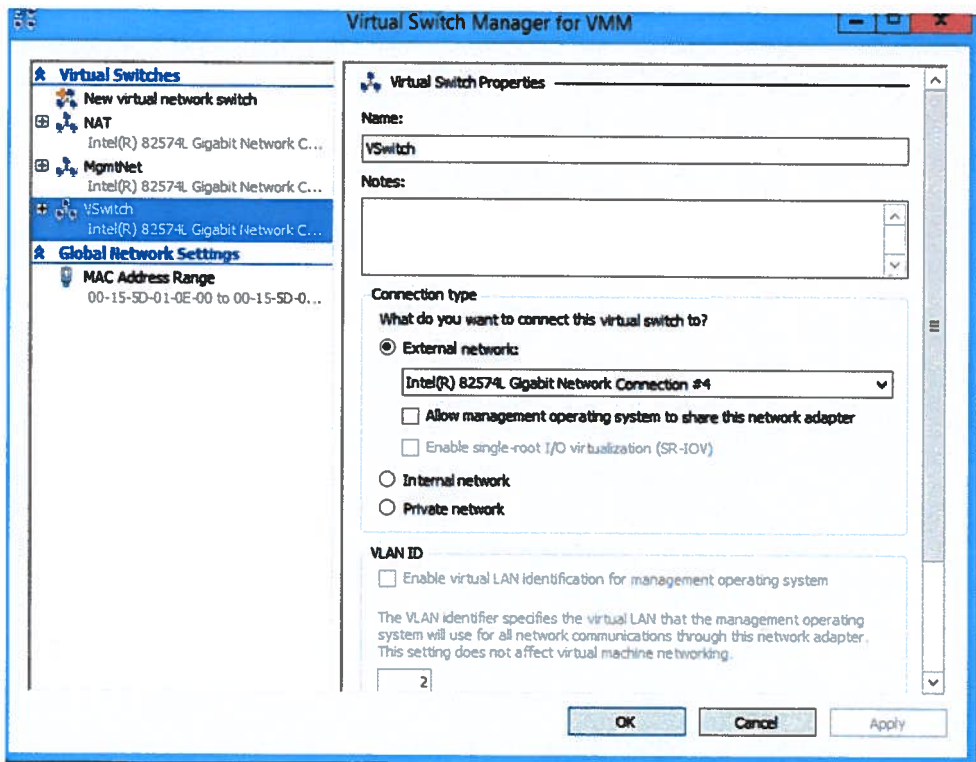 Virtual Switch Manager for VMM
Virtual Switches
New virtual network switch
NAT
Intel(R) 82574L Gigabit Network C...
MgmtNet
Intel(R) 82574L Gigabit Network C...
VSwitch
Intel(R) 82574L Gigabit Network C...
Global Network Settings
MAC Address Range
00-15-5D-01-0E-00 to 00-15-5D-0...
Virtual Switch Properties
Name:
VSwitch
Notes:
Connection type
What do you want to connect this virtual switch to?
External network:
Intel(R) 82574L Gigabit Network Connection #4
Allow management operating system to share this network adapter
Enable single-root I/O virtualization (SR-IOV)
Internal network
Private network
VLAN ID
Enable virtual LAN identification for management operating system
The VLAN identifier specifies the virtual LAN that the management operating
system will use for all network communications through this network adapter.
This setting does not affect virtual machine networking.
2
OK
Cancel
Apply